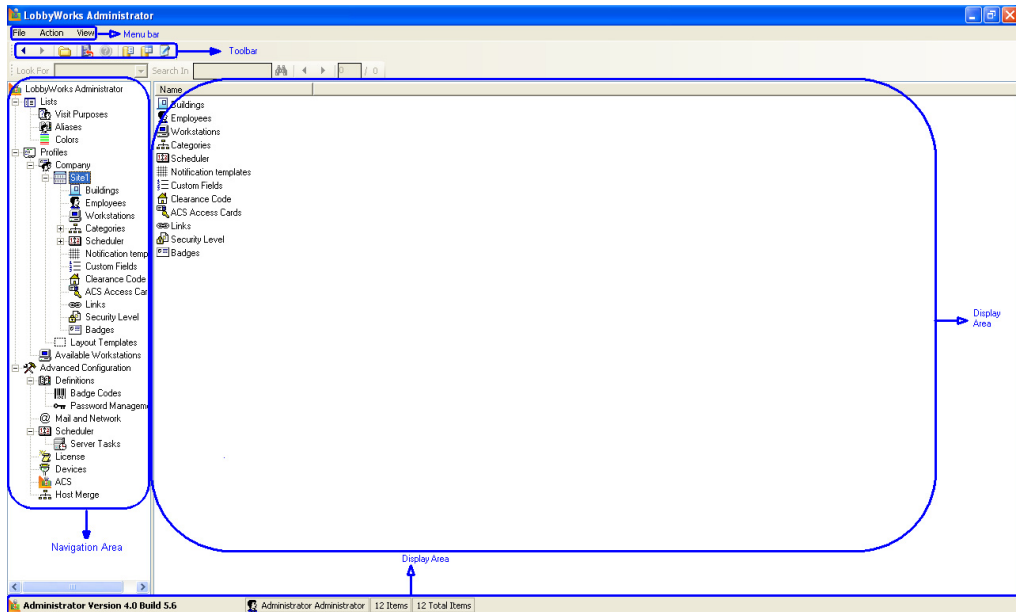 LobbyWorks Administrator
File Action View Menu bar
Toolbar
Look For Search In 0 / 0
LobbyWorks Administrator
Lists
Visit Purposes
Aliases
Colors
Profiles
Company
Site1
Buildings
Employees
Workstations
Categories
Scheduler
Notification temp
Custom Fields
Clearance Code
ACS Access Car
Links
Security Level
Badges
Layout Templates
Available Workstations
Advanced Configuration
Definitions
Badge Codes
Password Managem
@ Mail and Network
Scheduler
Server Tasks
License
Devices
ACS
Host Merge
Navigation Area
Name
Buildings
Employees
Workstations
Categories
Scheduler
Notification templates
Custom Fields
Clearance Code
ACS Access Cards
Links
Security Level
Badges
Display
Area
Display Area
Administrator Version 4.0 Build 5.6 Administrator Administrator 12 Items 12 Total Items